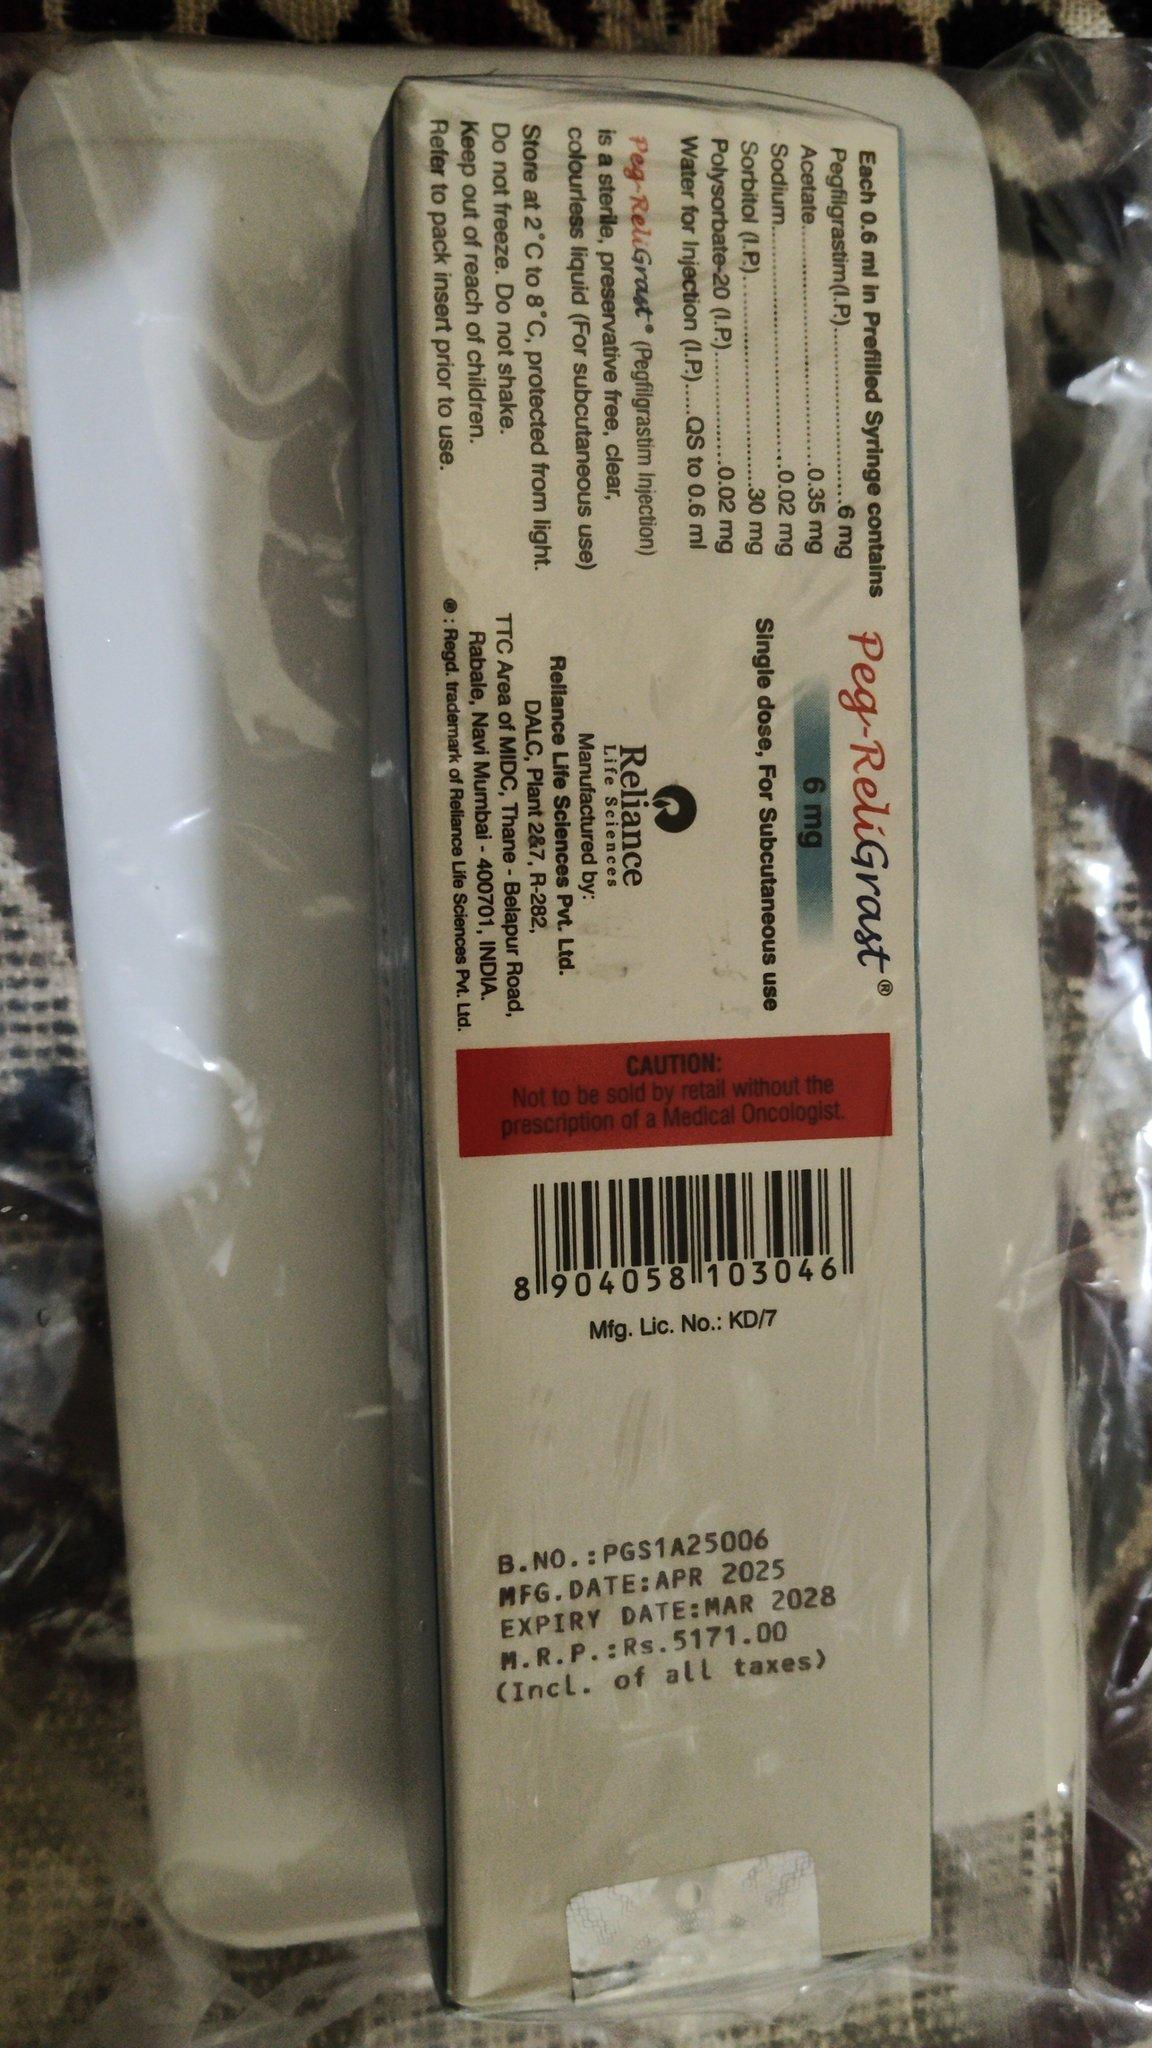 Each 0.6 ml in Prefilled Syringe contains
Pegfilgrastim(I.P.)...............6 mg
Acetate..............................0.35 mg
Sodium..............................0.02 mg
Sorbitol (I.P.)........................30 mg
Polysorbate-20 (I.P.)............0.02 mg
Water for Injection (I.P.)....QS to 0.6 ml
Peg-ReliGrast® (Pegfilgrastim Injection)
is a sterile, preservative free, clear,
colourless liquid (For subcutaneous use)
Store at 2°C to 8°C, protected from light.
Do not freeze. Do not shake.
Keep out of reach of children.
Refer to pack insert prior to use.
Peg-ReliGrast®
6 mg
Single dose, For Subcutaneous use
Reliance
Life Sciences
Manufactured by:
Reliance Life Sciences Pvt. Ltd.
DALC, Plant 2&7, R-282,
TTC Area of MIDC, Thane - Belapur Road,
Rabale, Navi Mumbai - 400701, INDIA.
® : Regd. trademark of Reliance Life Sciences Pvt. Ltd.
CAUTION:
Not to be sold by retail without the
prescription of a Medical Oncologist.
8 904058 103046
Mfg. Lic. No.: KD/7
B.NO.:PGS1A25006
MFG.DATE:APR 2025
EXPIRY DATE:MAR 2028
M.R.P.:Rs.5171.00
(Incl. of all taxes)